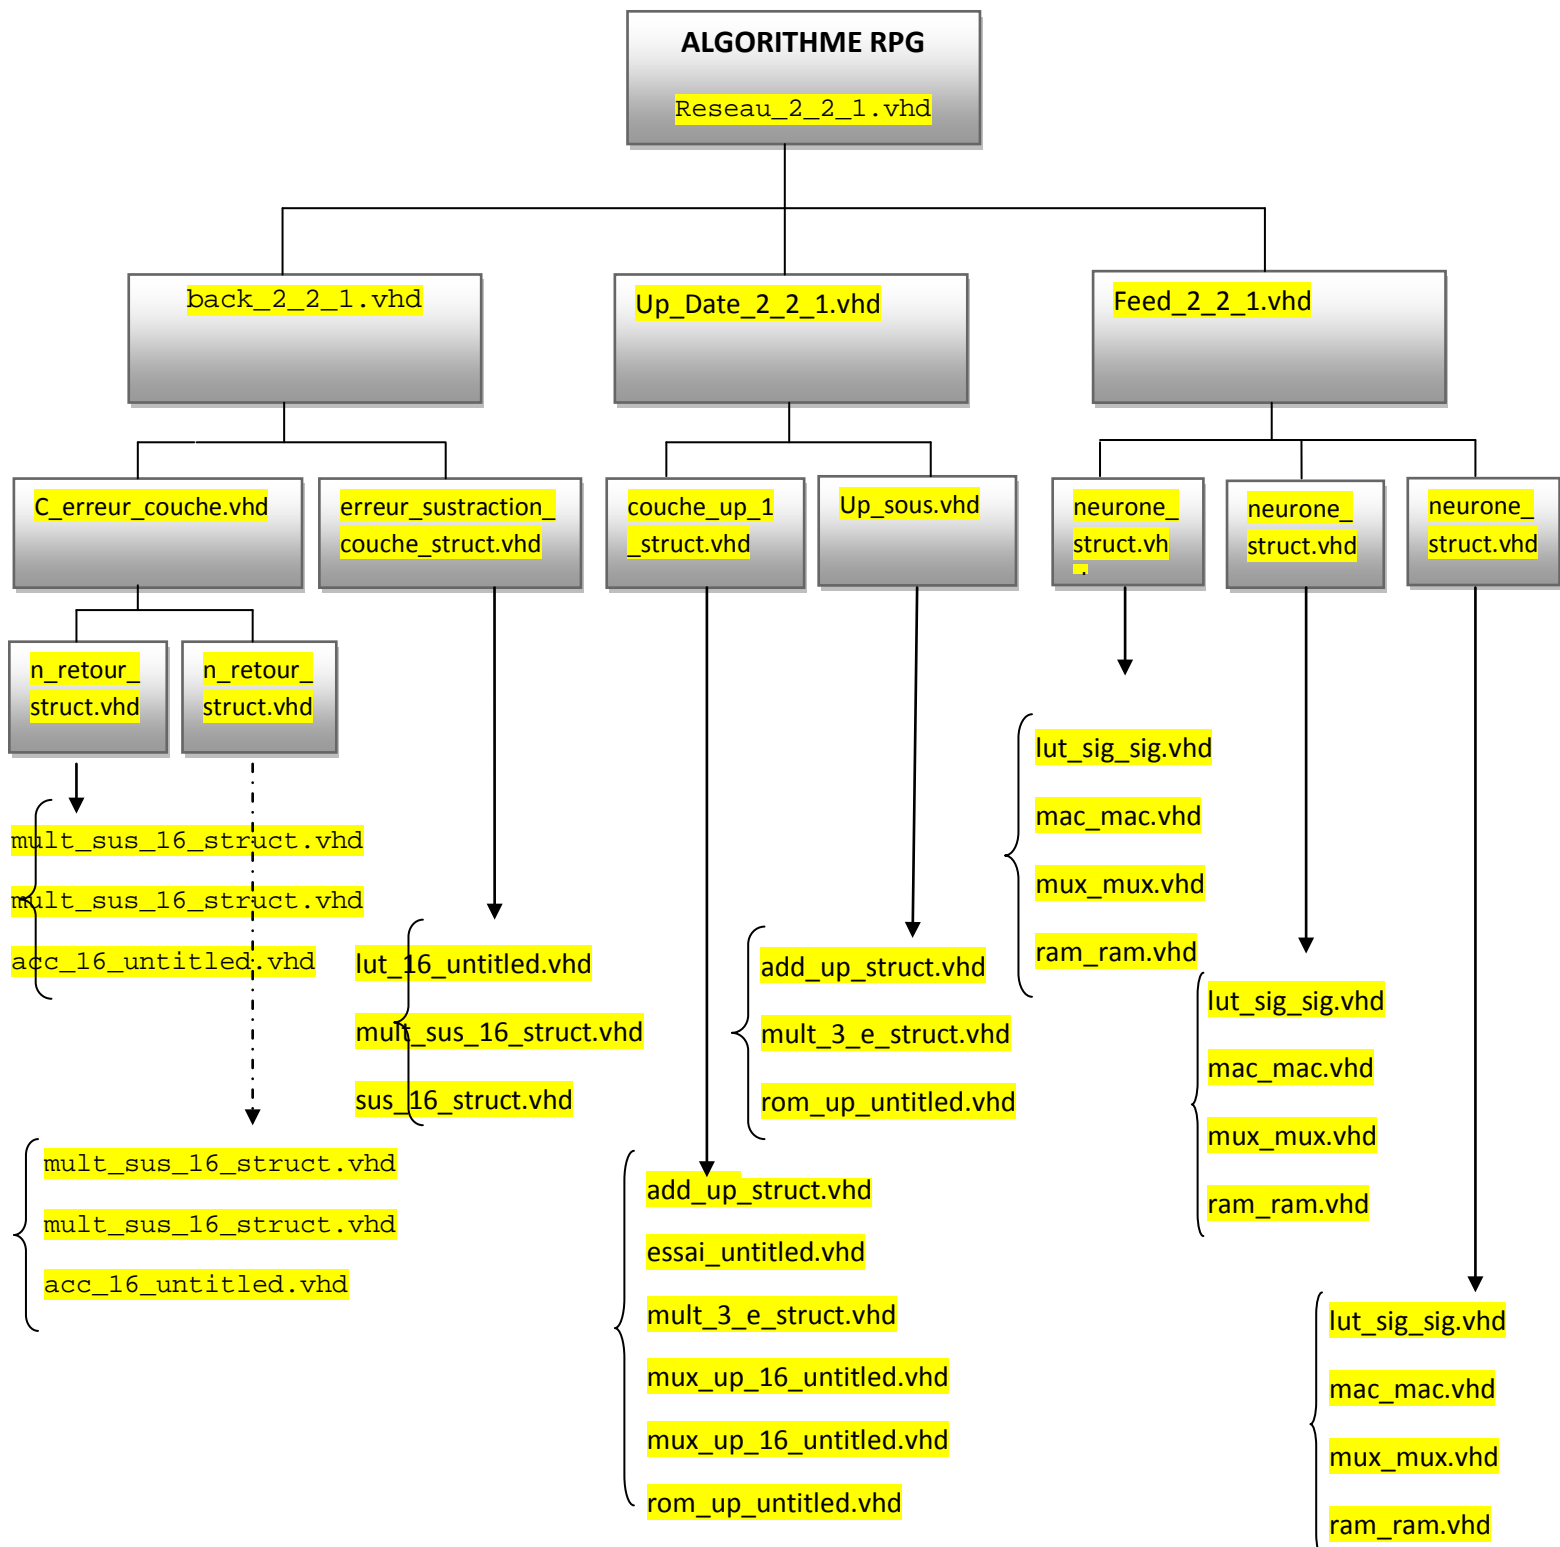 ALGORITHME RPG
Reseau_2_2_1.vhd
back_2_2_1.vhd
Up_Date_2_2_1.vhd
Feed_2_2_1.vhd
C_erreur_couche.vhd
erreur_sustraction_
couche_struct.vhd
couche_up_1
_struct.vhd
Up_sous.vhd
neurone_
struct.vh
neurone_
struct.vhd
neurone_
struct.vhd
n_retour_
struct.vhd
n_retour_
struct.vhd
mult_sus_16_struct.vhd
mult_sus_16_struct.vhd
acc_16_untitled.vhd
mult_sus_16_struct.vhd
mult_sus_16_struct.vhd
acc_16_untitled.vhd
lut_16_untitled.vhd
mult_sus_16_struct.vhd
sus_16_struct.vhd
add_up_struct.vhd
essai_untitled.vhd
mult_3_e_struct.vhd
mux_up_16_untitled.vhd
mux_up_16_untitled.vhd
rom_up_untitled.vhd
add_up_struct.vhd
mult_3_e_struct.vhd
rom_up_untitled.vhd
lut_sig_sig.vhd
mac_mac.vhd
mux_mux.vhd
ram_ram.vhd
lut_sig_sig.vhd
mac_mac.vhd
mux_mux.vhd
ram_ram.vhd
lut_sig_sig.vhd
mac_mac.vhd
mux_mux.vhd
ram_ram.vhd